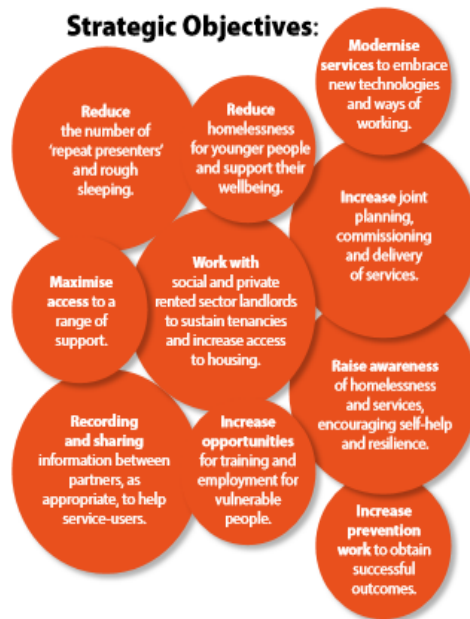 Strategic Objectives:
Reduce
the number of
‘repeat presenters’
and rough
sleeping.
Reduce
homelessness
for younger people
and support their
wellbeing.
Modernise
services to embrace
new technologies
and ways of
working.
Increase joint
planning,
commissioning
and delivery
of services.
Maximise
access to a
range of
support.
Work with
social and private
rented sector landlords
to sustain tenancies
and increase access
to housing.
Raise awareness
of homelessness
and services,
encouraging self-help
and resilience.
Recording
and sharing
information between
partners, as
appropriate, to help
service-users.
Increase
opportunities
for training and
employment for
vulnerable
people.
Increase
prevention
work to obtain
successful
outcomes.